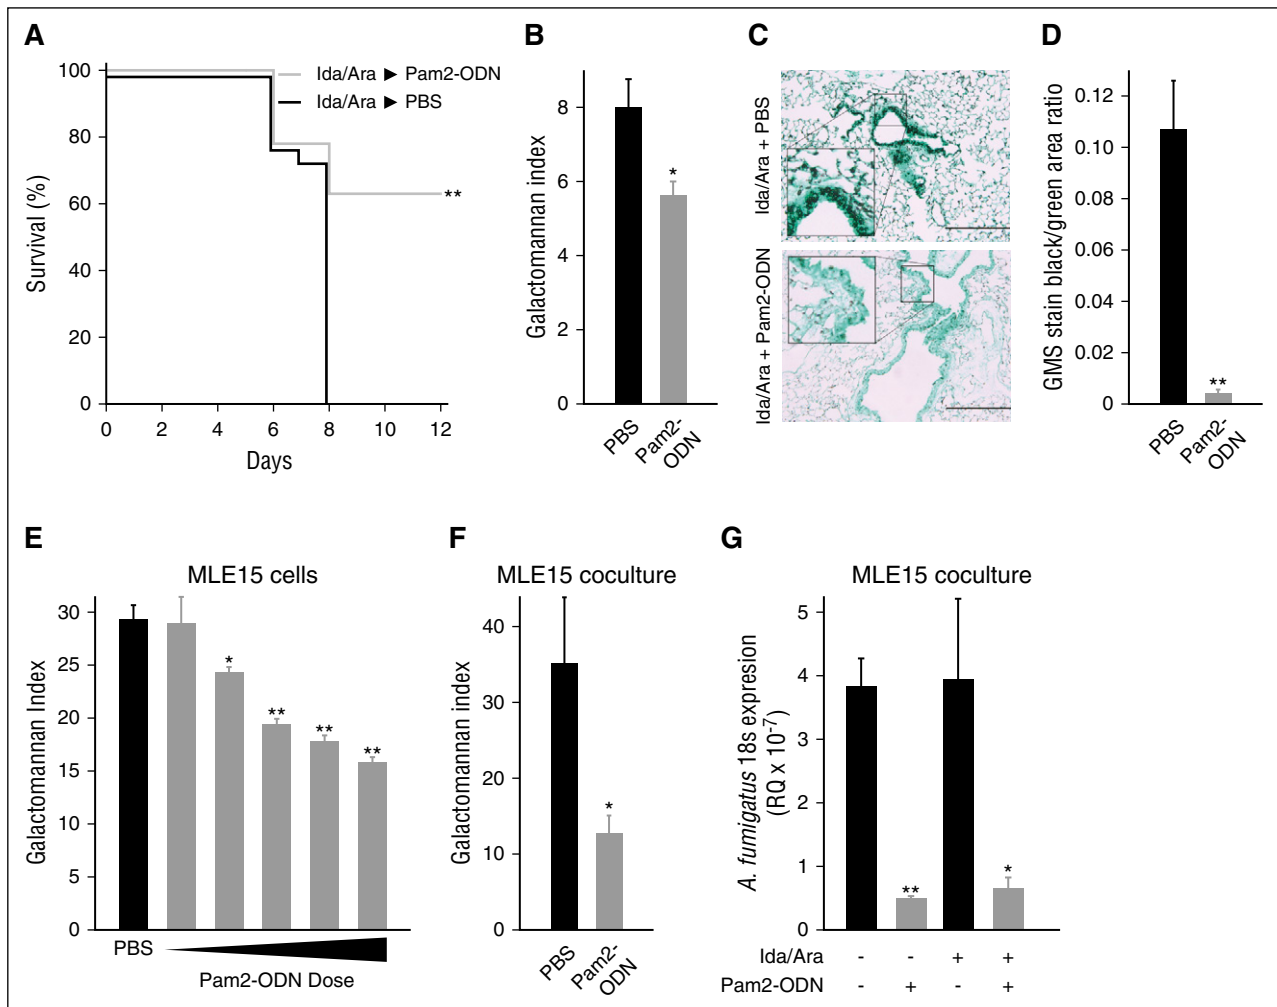 A
Ida/Ara ► Pam2-ODN
Ida/Ara ► PBS
Survival (%)
100
80
60
40
20
0
**
0 2 4 6 8 10 12
Days
B
Galactomannan index
8
6
4
2
0
*
PBS
Pam2-
ODN
C
Ida/Ara + PBS
Ida/Ara + Pam2-ODN
D
GMS stain black/green area ratio
0.12
0.10
0.08
0.06
0.04
0.02
0
**
PBS
Pam2-
ODN
E
MLE15 cells
Galactomannan Index
30
25
20
15
10
5
0
*
**
**
**
PBS
Pam2-ODN Dose
F
MLE15 coculture
Galactomannan index
40
30
20
10
0
*
PBS
Pam2-
ODN
G
MLE15 coculture
A. fumigatus 18s expresion
(RQ x 10-7)
5
4
3
2
1
0
**
*
Ida/Ara - - + +
Pam2-ODN - + - +